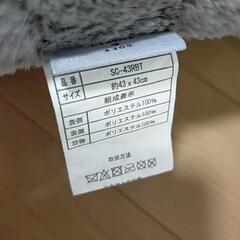 品番 SC-43RBT
サイズ 約43×43cm
組成表示
表側 ポリエステル100%
裏側 ポリエステル100%
詰物 ポリエステル100%
取扱方法